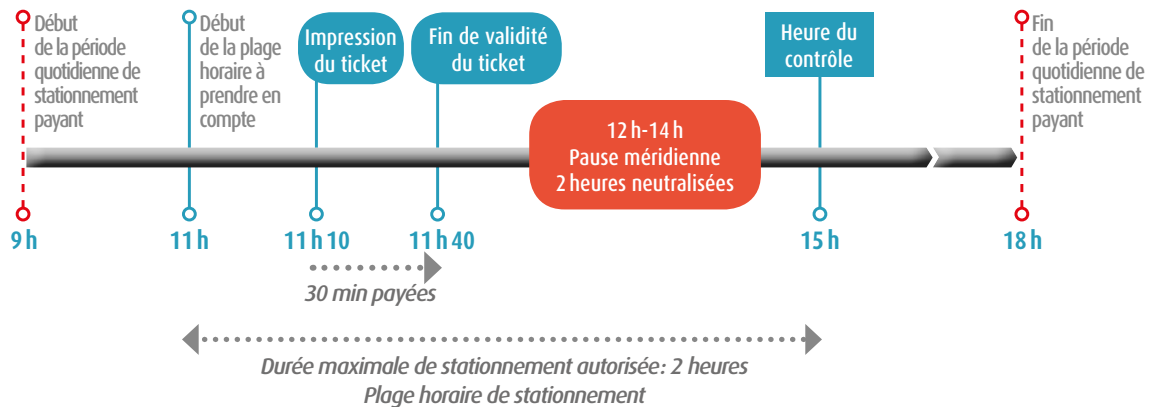 Début
de la période
quotidienne de
stationnement
payant
Début
de la plage
horaire à
prendre en
compte
Impression
du ticket
Fin de validité
du ticket
Heure du
contrôle
Fin
de la période
quotidienne de
stationnement
payant
12 h-14 h
Pause méridienne
2 heures neutralisées
9 h
11 h
11 h 10
11 h 40
15 h
18 h
30 min payées
Durée maximale de stationnement autorisée: 2 heures
Plage horaire de stationnement